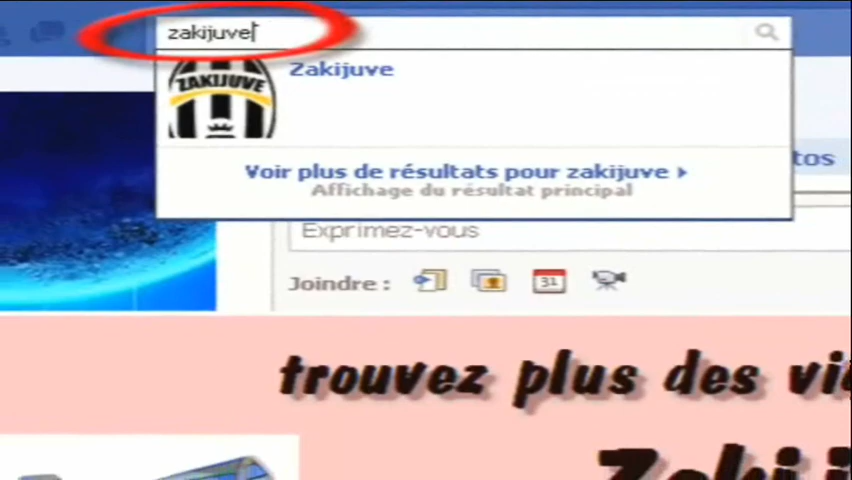 zakijuve
ZAKIJUVE
Zakijuve
Voir plus de résultats pour zakijuve
Affichage du résultat principal
Exprimez-vous
Joindre :
31
trouvez plus des